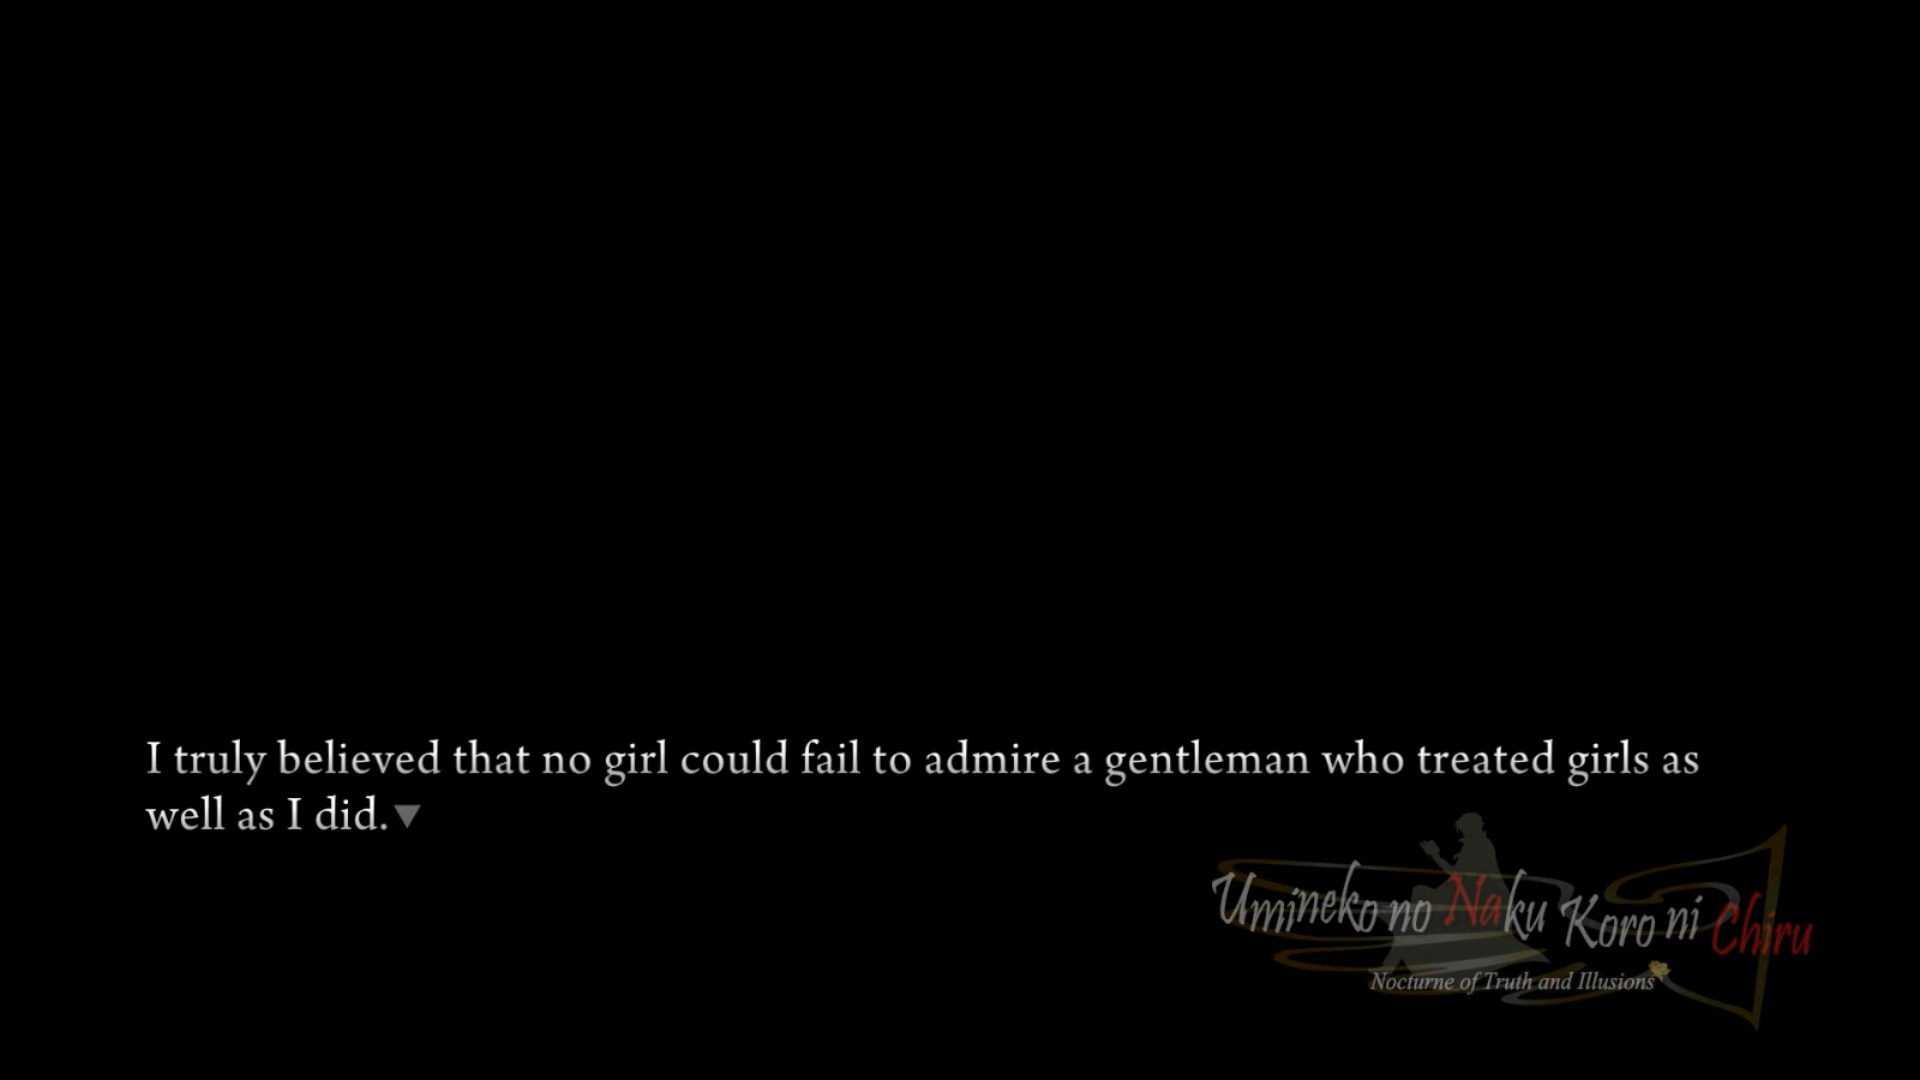 I truly believed that no girl could fail to admire a gentleman who treated girls as
well as I did.
Umineko no Naku Koro ni Chiru
Nocturne of Truth and Illusions